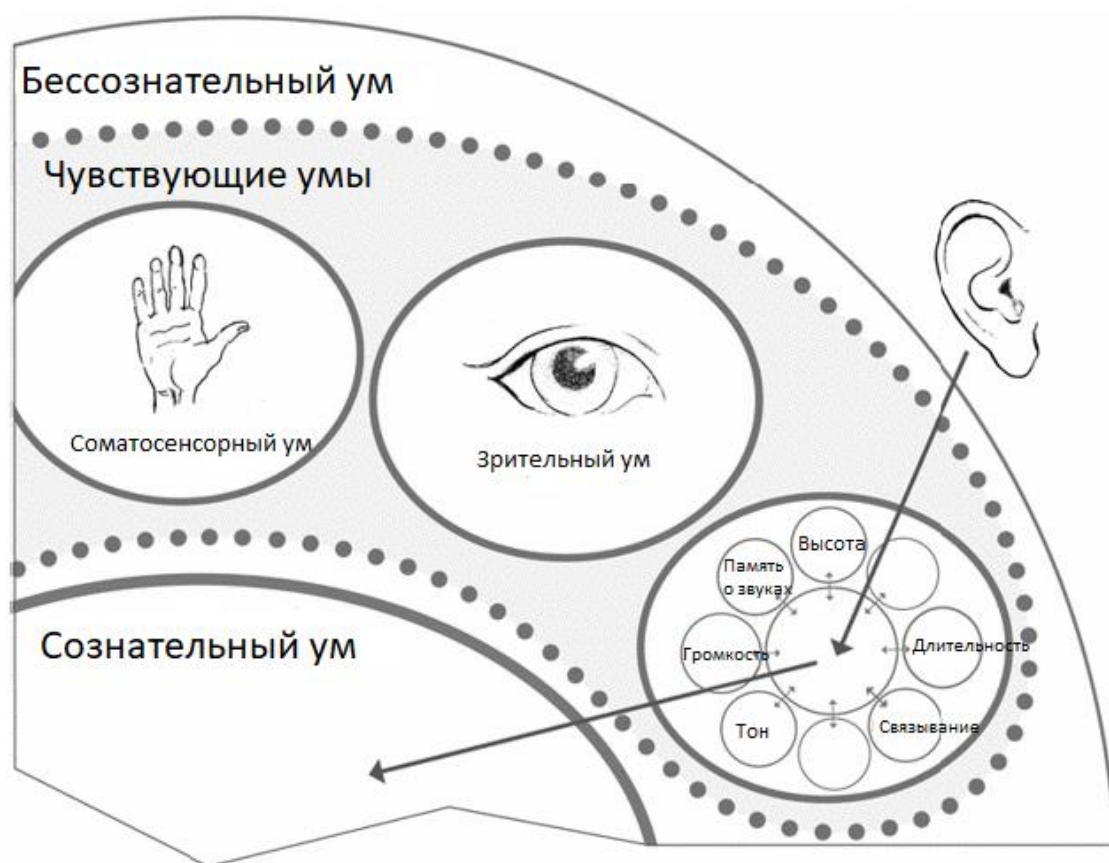 Бессознательный ум
Чувствующие умы
Соматосенсорный ум
Зрительный ум
Высота
Память
о звуках
Громкость
Длительность
Тон
Связывание
Сознательный ум